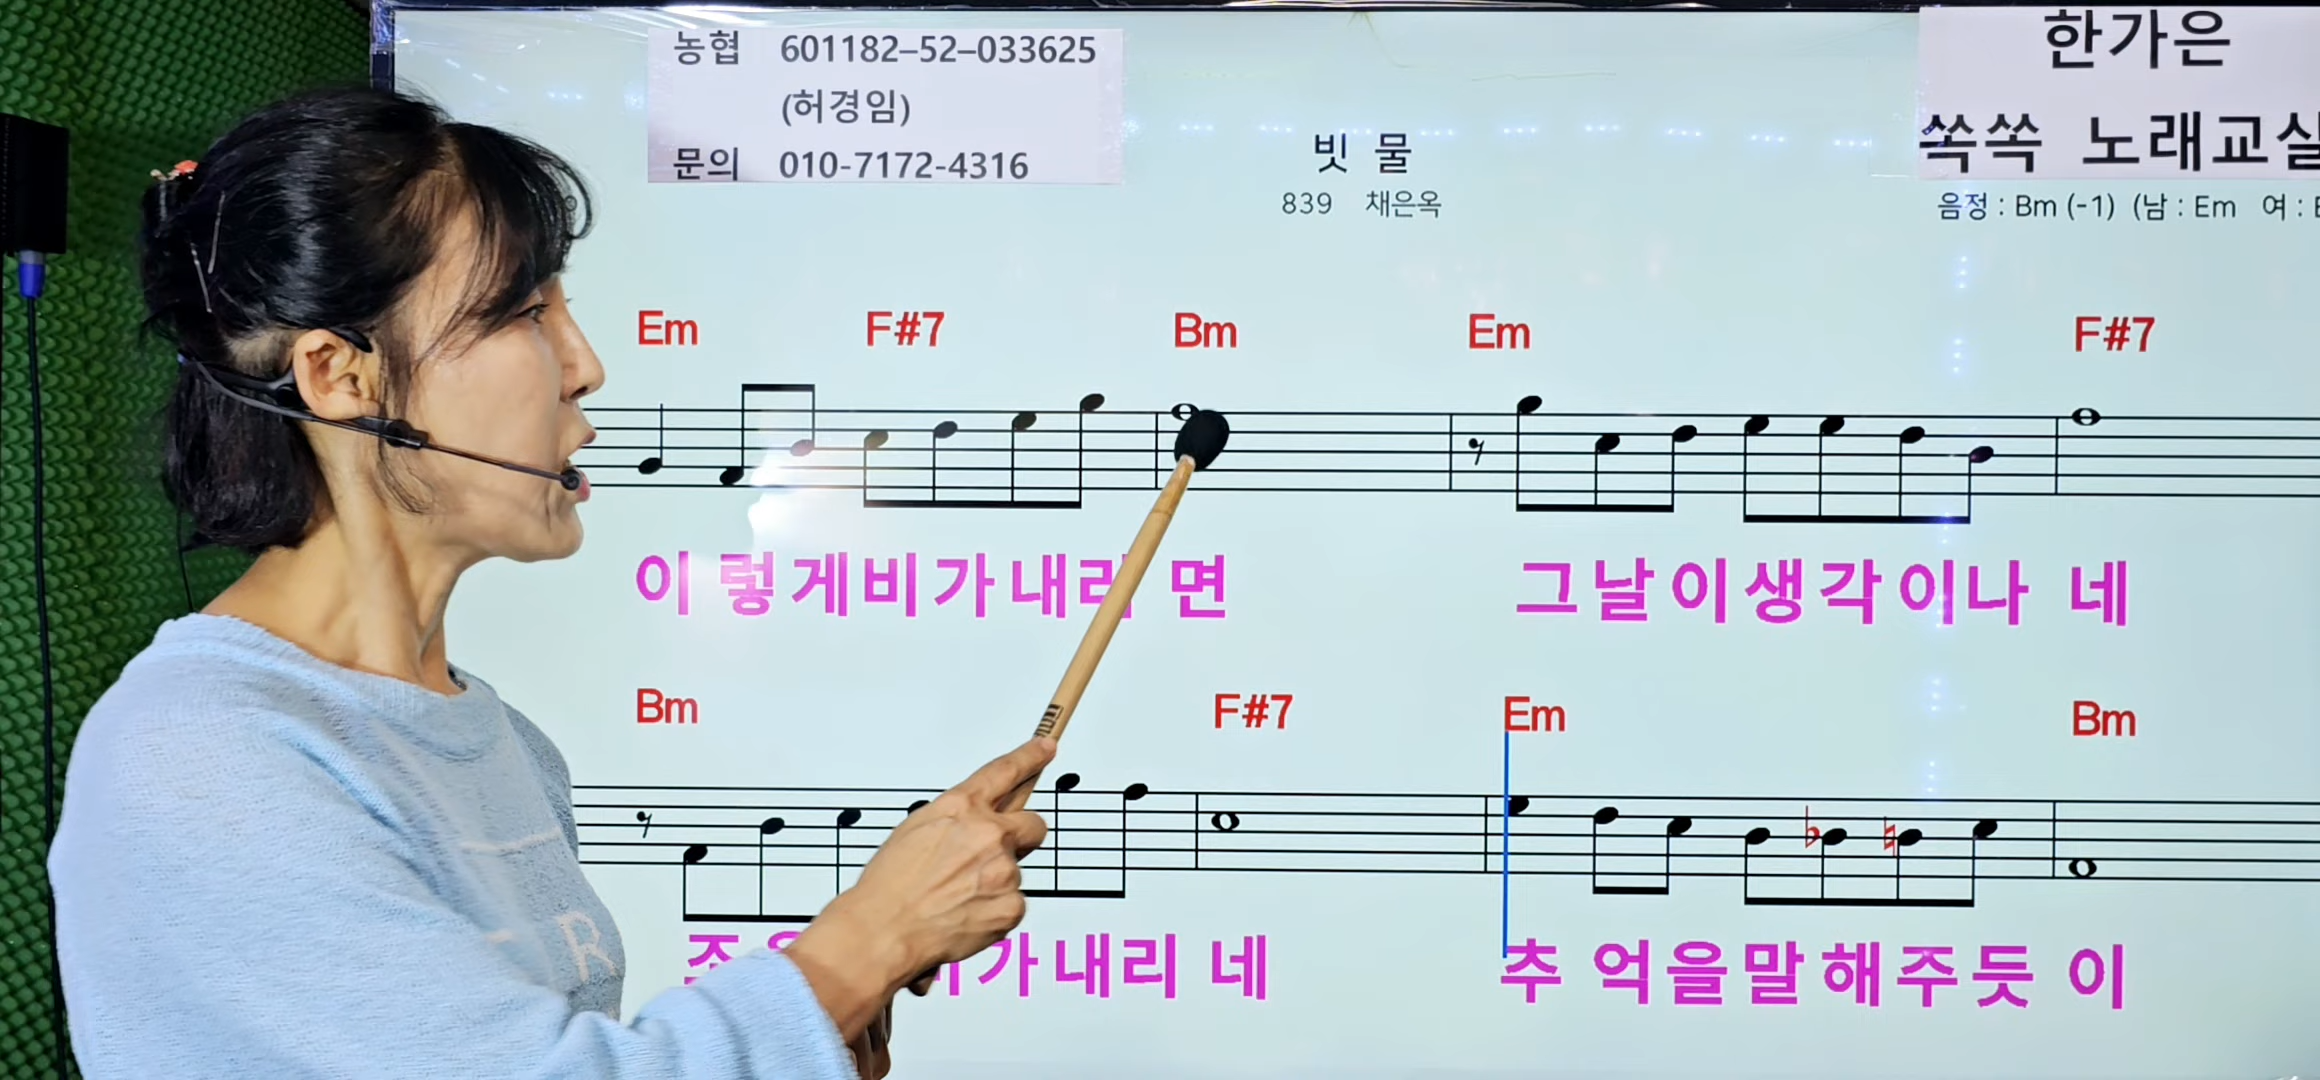 농협 601182–52–033625
(허경임)
문의 010-7172-4316
한가은
쏙쏙 노래교실
빗 물
839 채은옥
음정 : Bm (-1) (남 : Em 여 :
Em F#7 Bm Em F#7
이 렇게비가내리 면 그날이생각이나 네
Bm F#7 Em Bm
조 가내리 네 추 억을말해주듯 이
R